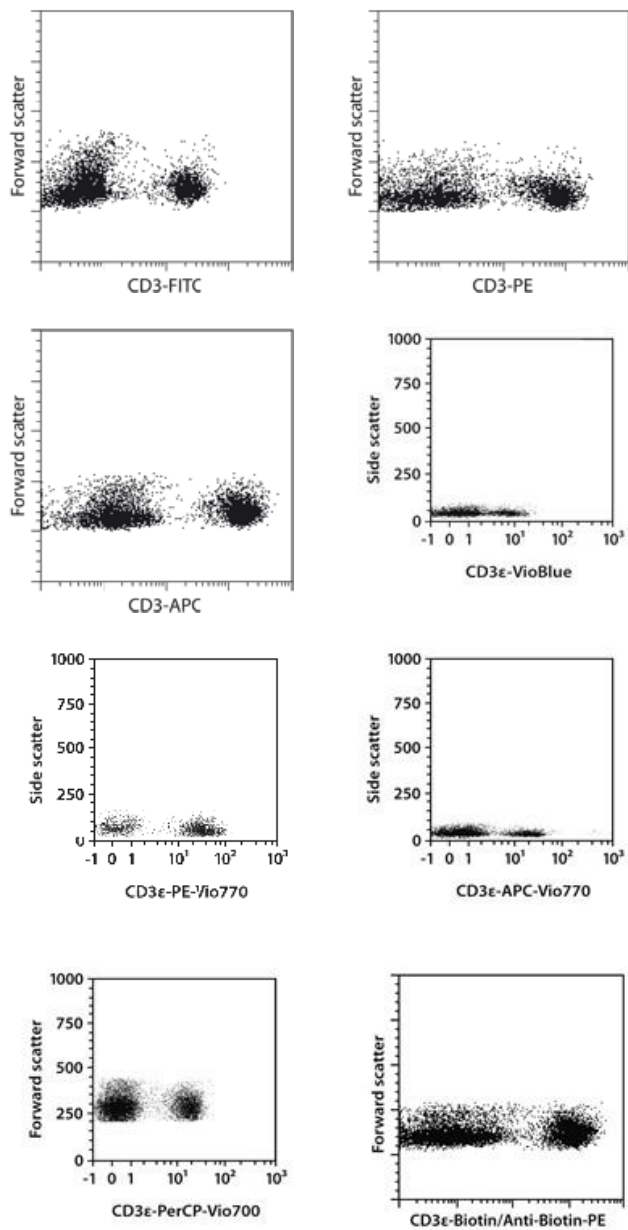 Forward scatter
CD3-FITC
Forward scatter
CD3-PE
Forward scatter
CD3-APC
1000
750
500
250
0
Side scatter
-1 0 1 10¹ 10² 10³
CD3ε-VioBlue
1000
750
500
250
0
Side scatter
-1 0 1 10¹ 10² 10³
CD3ε-PE-Vio770
1000
750
500
250
0
Side scatter
-1 0 1 10¹ 10² 10³
CD3ε-APC-Vio770
1000
750
500
250
0
Forward scatter
-1 0 1 10¹ 10² 10³
CD3ε-PerCP-Vio700
Forward scatter
CD3ε-Biotin/Anti-Biotin-PE